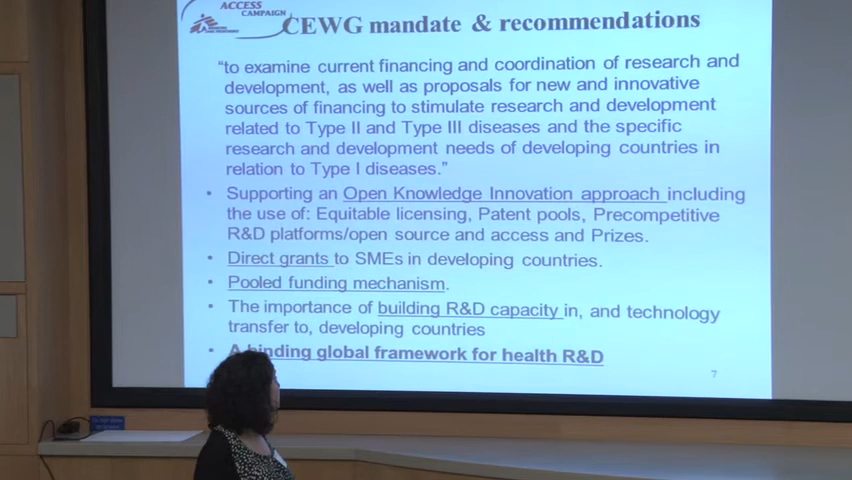 ACCESS
CAMPAIGN
CEWG mandate & recommendations
“to examine current financing and coordination of research and
development, as well as proposals for new and innovative
sources of financing to stimulate research and development
related to Type II and Type III diseases and the specific
research and development needs of developing countries in
relation to Type I diseases.”
• Supporting an Open Knowledge Innovation approach including
the use of: Equitable licensing, Patent pools, Precompetitive
R&D platforms/open source and access and Prizes.
• Direct grants to SMEs in developing countries.
• Pooled funding mechanism.
• The importance of building R&D capacity in, and technology
transfer to, developing countries
• A binding global framework for health R&D
7